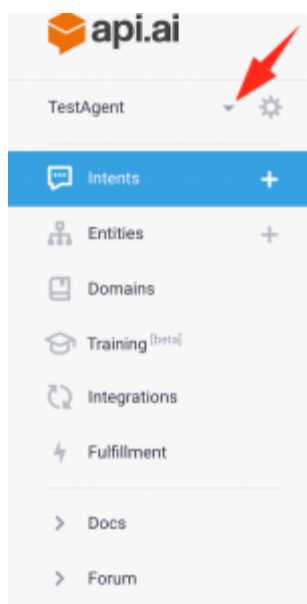 api.ai
TestAgent
Intents
Entities
Domains
Training [beta]
Integrations
Fulfillment
Docs
Forum